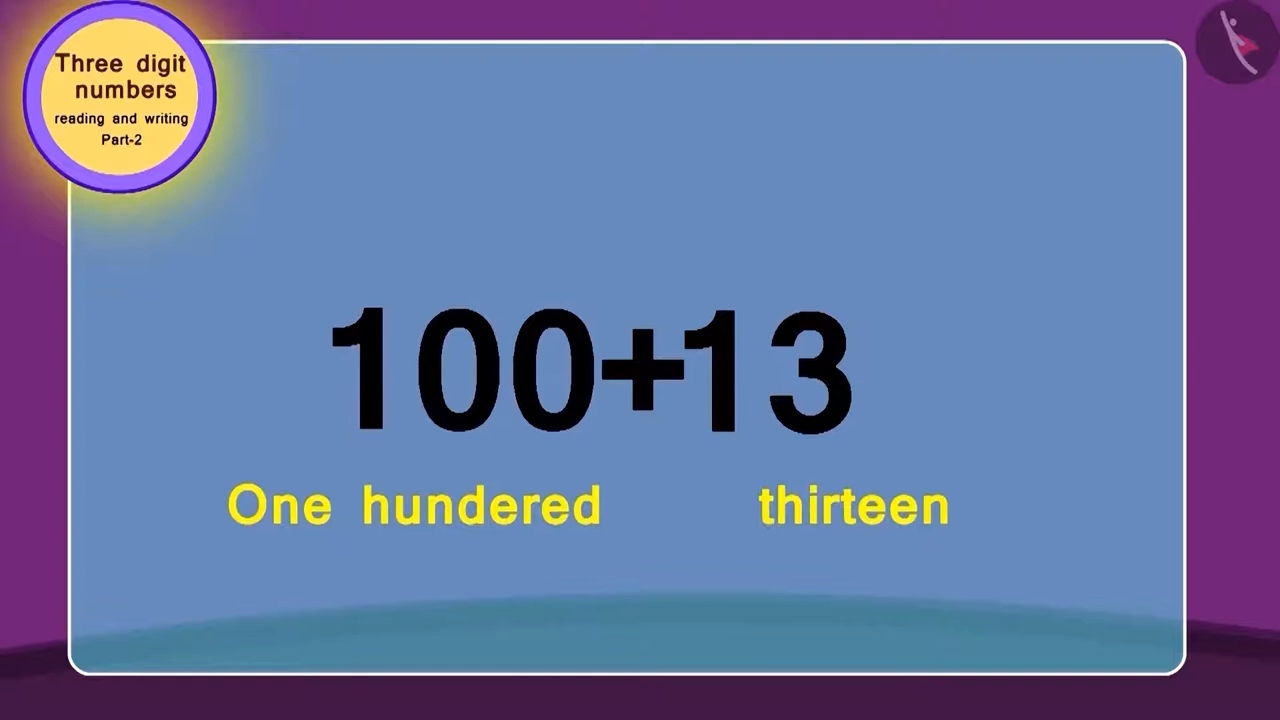 Three digit
numbers
reading and writing
Part-2
100+13
One hundered thirteen